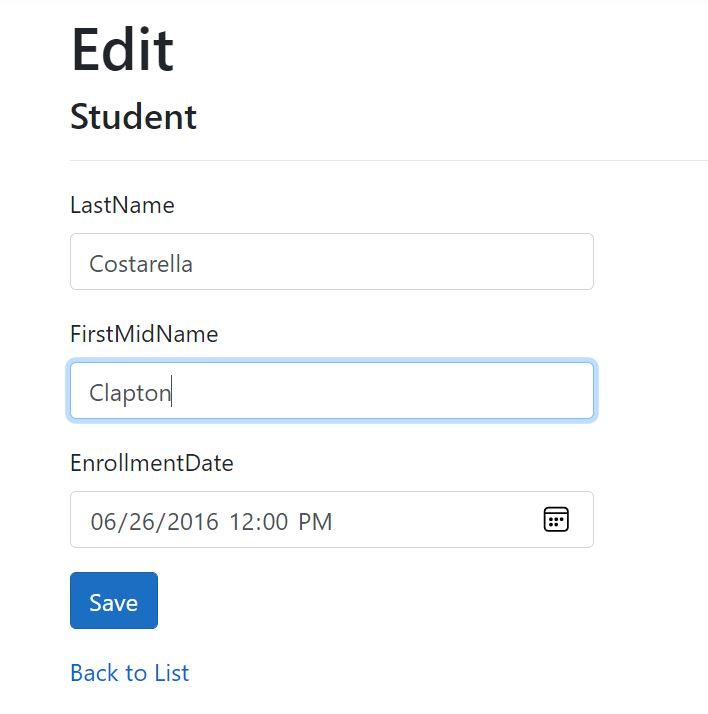 Edit
Student
LastName
Costarella
FirstMidName
Clapton
EnrollmentDate
06/26/2016 12:00 PM
Save
Back to List